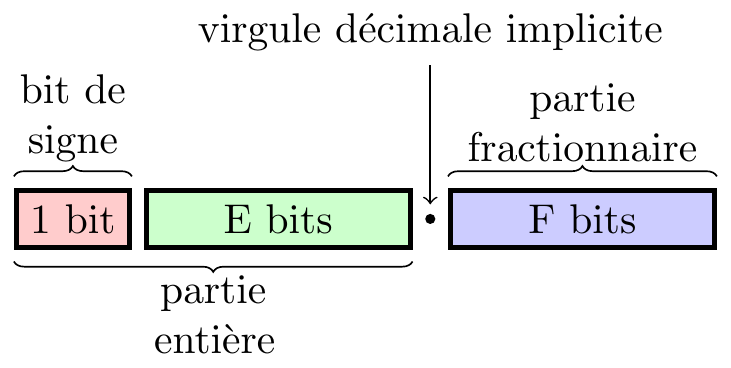 virgule décimale implicite
bit de
signe
partie
fractionnaire
1 bit
E bits
F bits
partie
entière